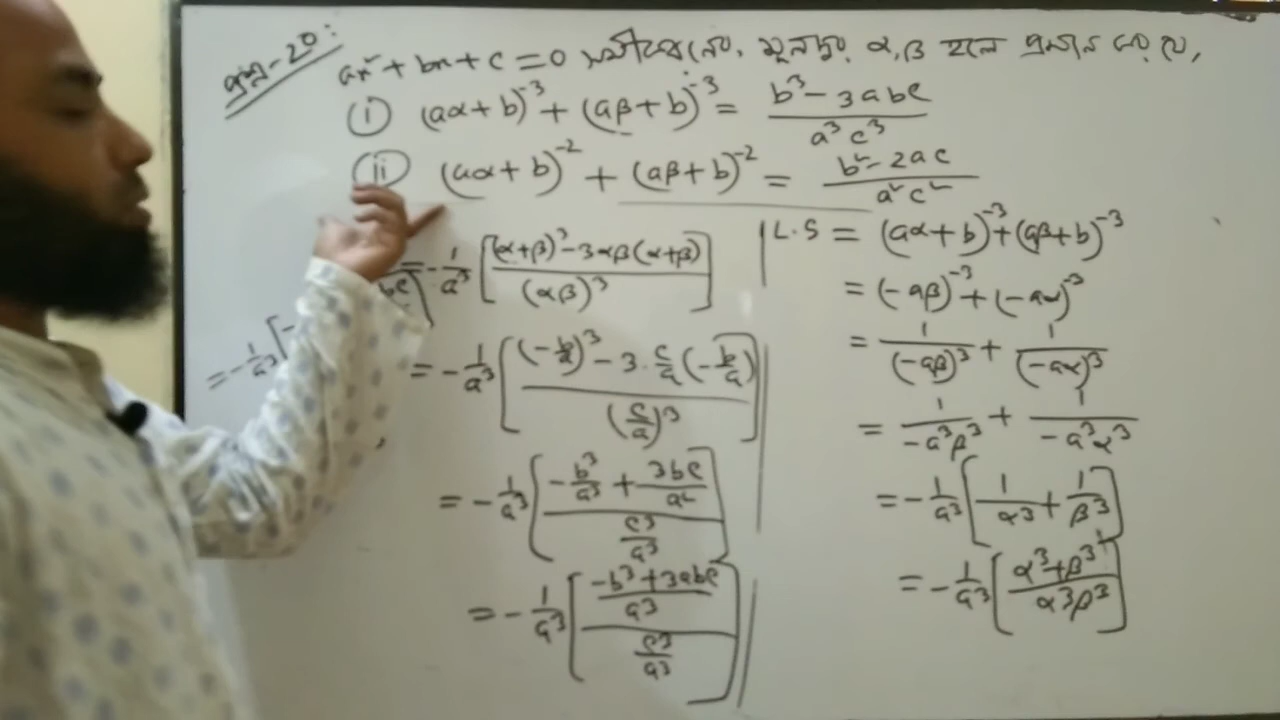 প্রশ্ন-20:
ax² + bx + c = 0 সমীকরণের মূলদ্বয় α, β হলে প্রমাণ কর যে,
(i) (aα + b)⁻³ + (aβ + b)⁻³ = (b³ - 3abc)/(a³c³)
(ii) (aα + b)⁻² + (aβ + b)⁻² = (b² - 2ac)/(a²c²)
L.S = (aα + b)⁻³ + (aβ + b)⁻³
= (-aβ)⁻³ + (-aα)⁻³
= 1/(-aβ)³ + 1/(-aα)³
= 1/(-a³β³) + 1/(-a³α³)
= -1/a³ [1/α³ + 1/β³]
= -1/a³ [(α³ + β³)/(α³β³)]
= -1/a³ [((α+β)³ - 3αβ(α+β))/(αβ)³]
= -1/a³ [((-b/a)³ - 3·c/a(-b/a))/(c/a)³]
= -1/a³ [(-b³/a³ + 3bc/a²)/(c³/a³)]
= -1/a³ [((-b³ + 3abc)/a³)/(c³/a³)]
= -1/a³ [-